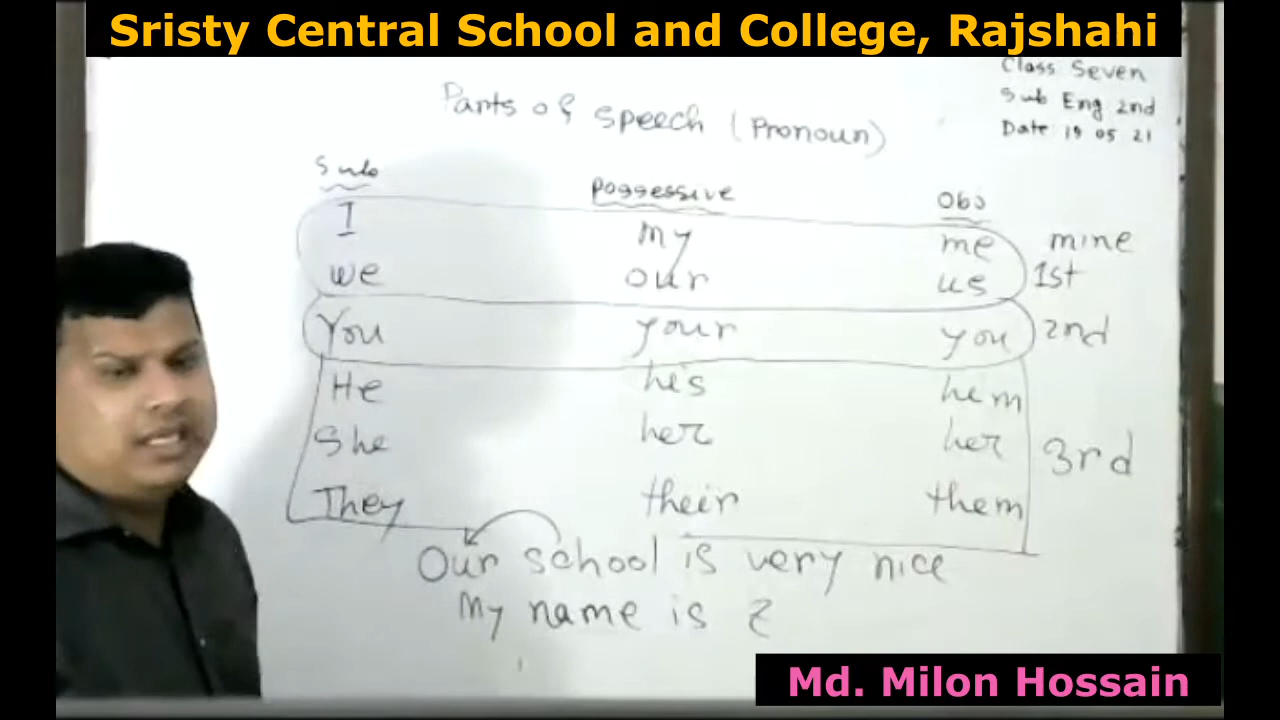 Sristy Central School and College, Rajshahi
Class Seven
Sub Eng 2nd
Date 19 05 21
Parts of speech (Pronoun)
Sub Possessive Obj
I my me mine
we our us 1st
You your you 2nd
He his him
She her her 3rd
They their them
Our school is very nice
My name is z
Md. Milon Hossain